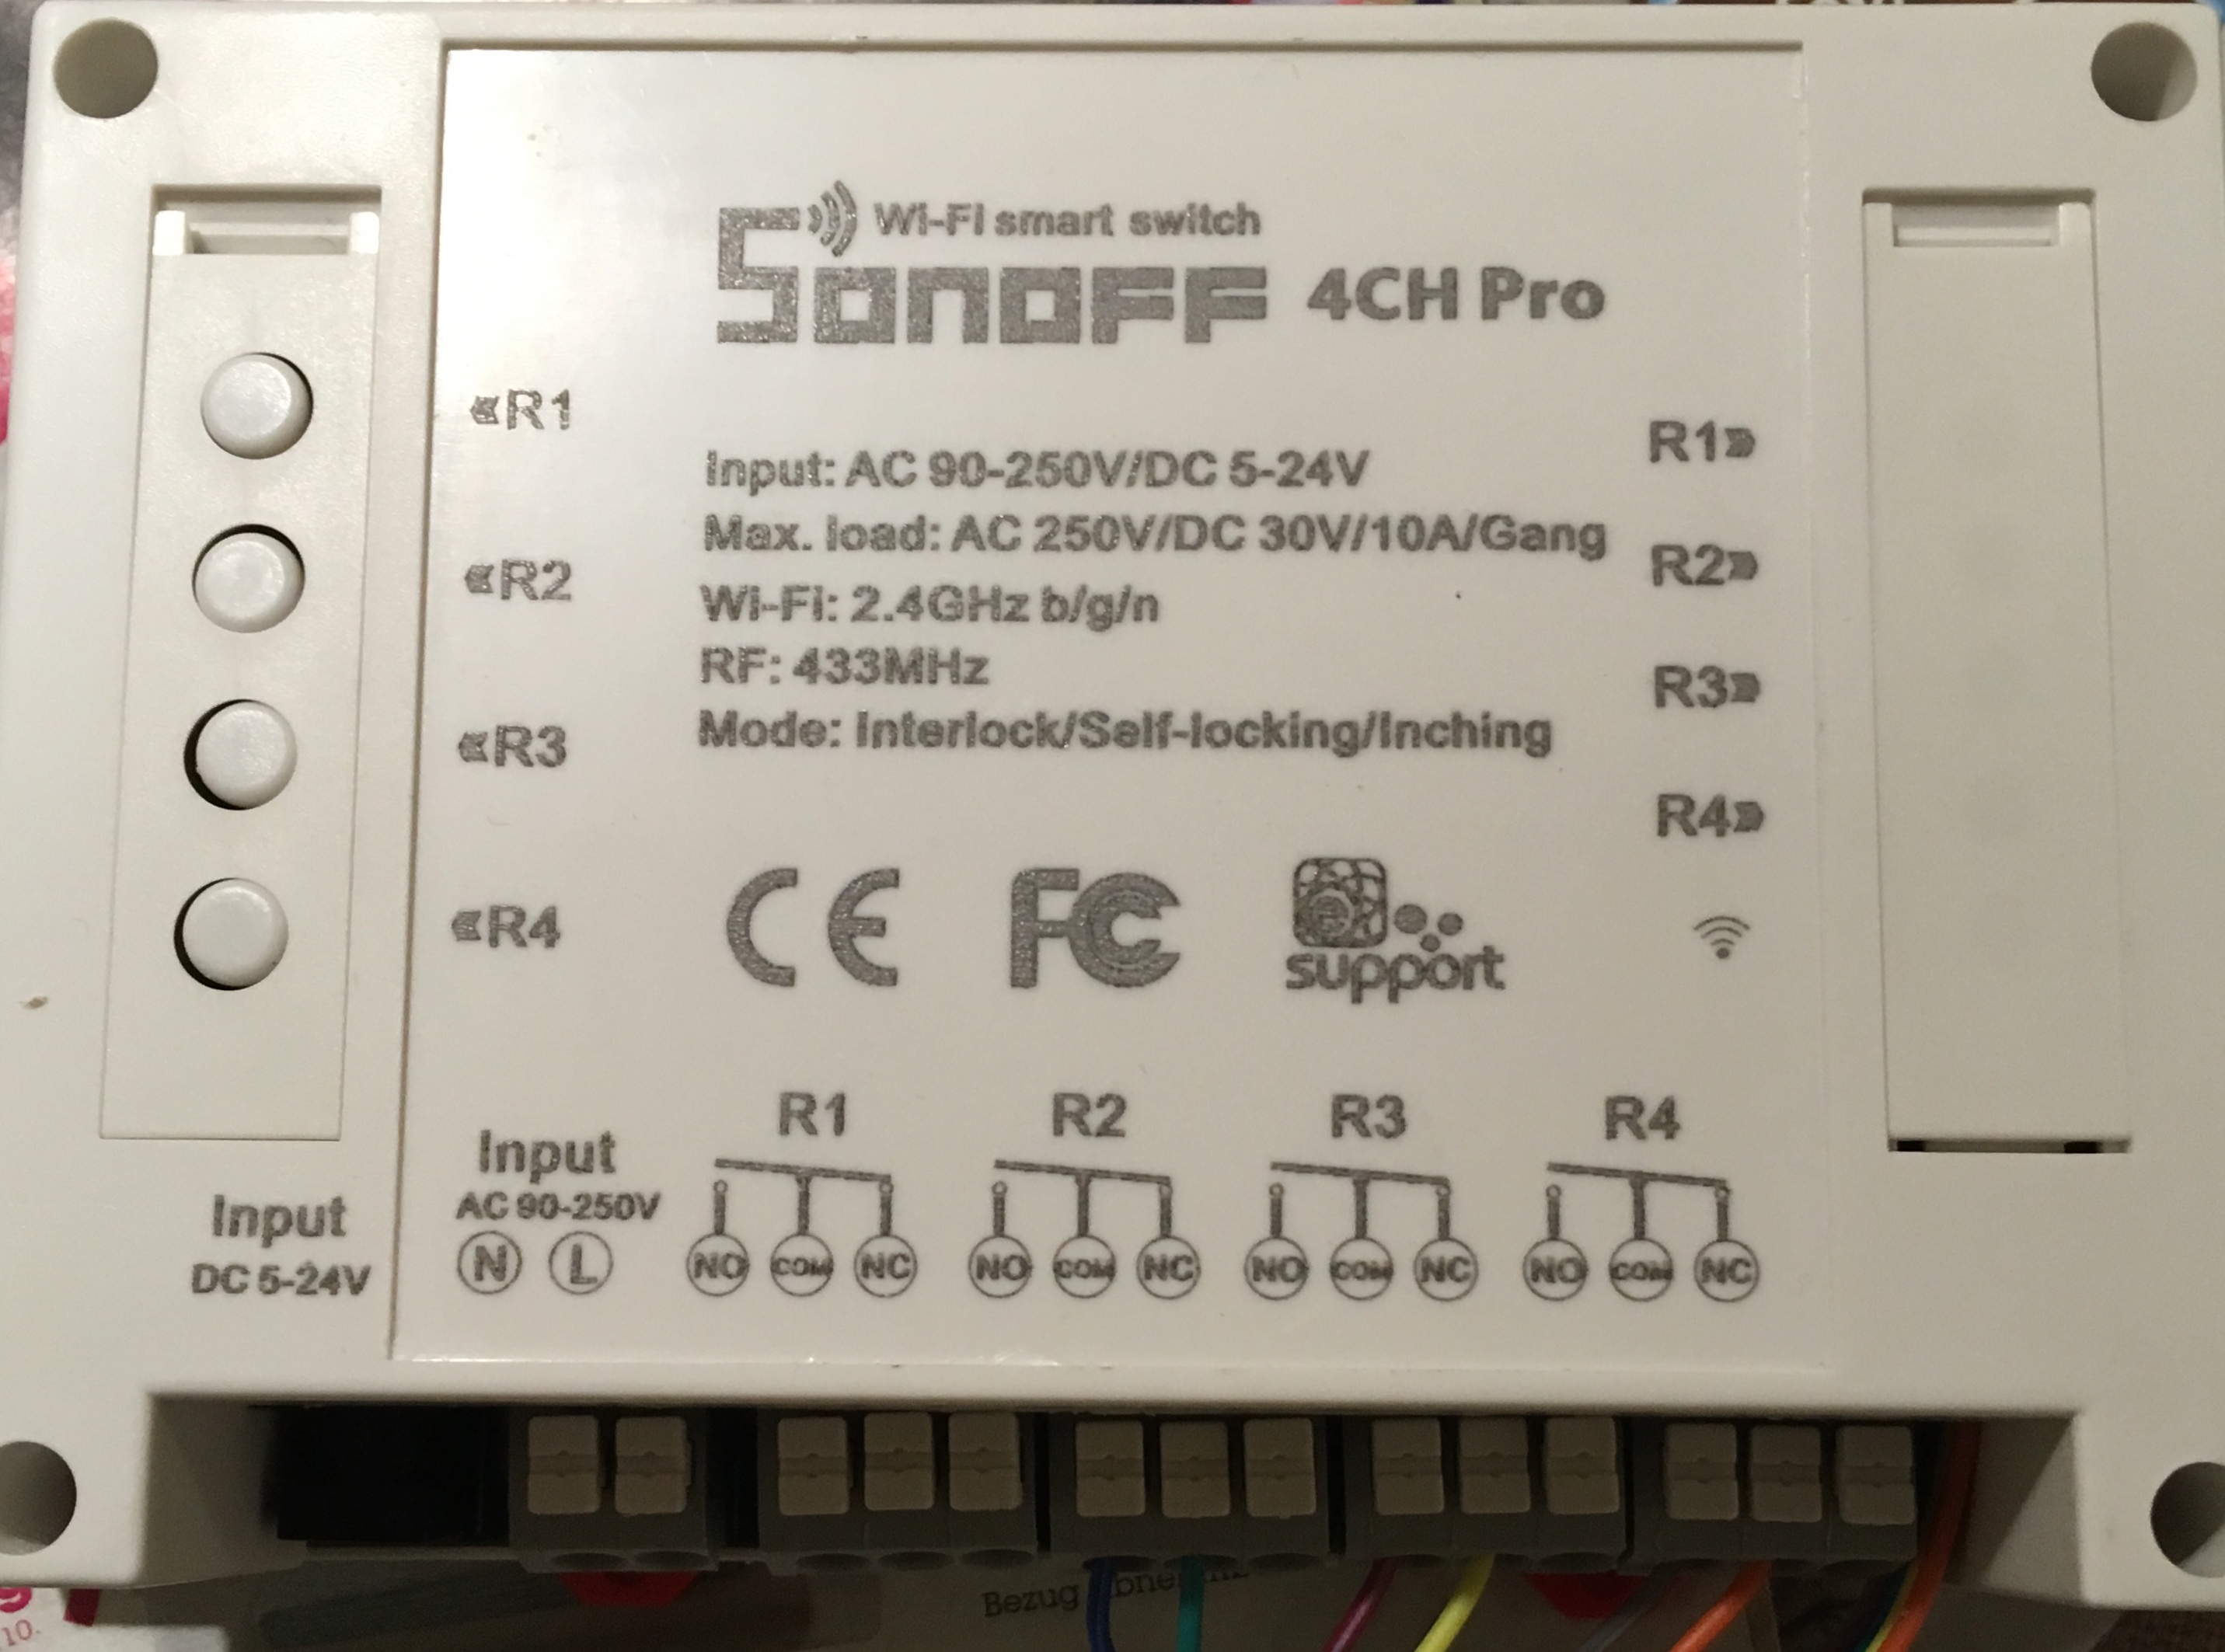 Wi-Fi smart switch
SONOFF 4CH Pro
R1
R2
R3
R4
Input: AC 90-250V/DC 5-24V
Max. load: AC 250V/DC 30V/10A/Gang
Wi-Fi: 2.4GHz b/g/n
RF: 433MHz
Mode: Interlock/Self-locking/Inching
R1
R2
R3
R4
CE FC
e support
R1 R2 R3 R4
Input
AC 90-250V
N L NO COM NC NO COM NC NO COM NC NO COM NC
Input
DC 5-24V
Bezug
10.